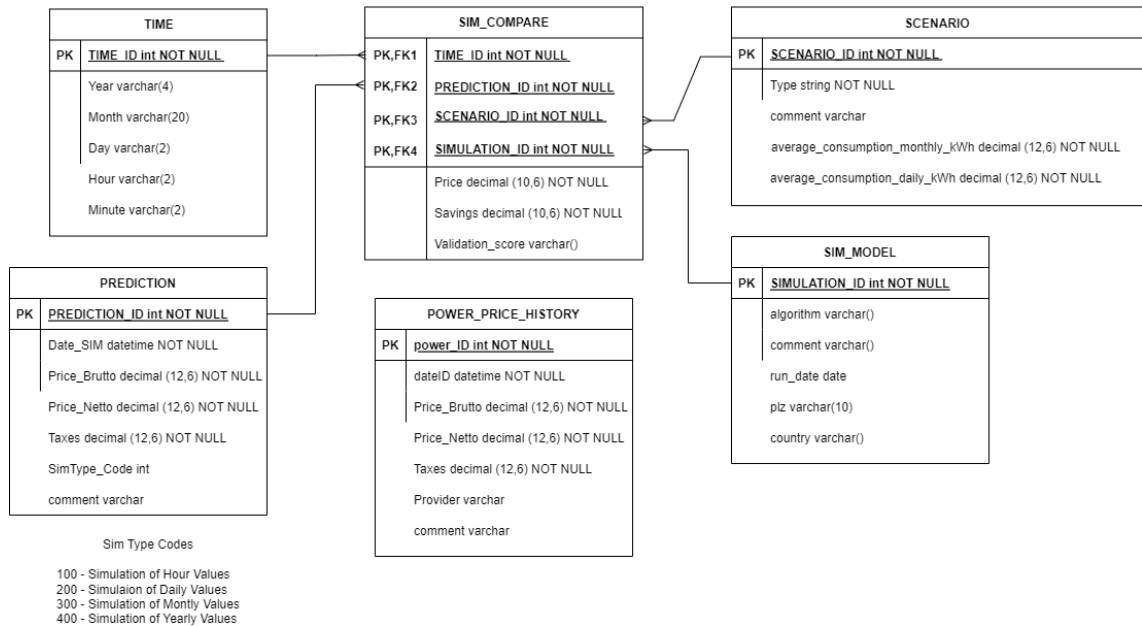 TIME
PK TIME_ID int NOT NULL
Year varchar(4)
Month varchar(20)
Day varchar(2)
Hour varchar(2)
Minute varchar(2)
SIM_COMPARE
PK,FK1 TIME_ID int NOT NULL
PK,FK2 PREDICTION_ID int NOT NULL
PK,FK3 SCENARIO_ID int NOT NULL
PK,FK4 SIMULATION_ID int NOT NULL
Price decimal (10,6) NOT NULL
Savings decimal (10,6) NOT NULL
Validation_score varchar()
SCENARIO
PK SCENARIO_ID int NOT NULL
Type string NOT NULL
comment varchar
average_consumption_monthly_kWh decimal (12,6) NOT NULL
average_consumption_daily_kWh decimal (12,6) NOT NULL
PREDICTION
PK PREDICTION_ID int NOT NULL
Date_SIM datetime NOT NULL
Price_Brutto decimal (12,6) NOT NULL
Price_Netto decimal (12,6) NOT NULL
Taxes decimal (12,6) NOT NULL
SimType_Code int
comment varchar
POWER_PRICE_HISTORY
PK power_ID int NOT NULL
dateID datetime NOT NULL
Price_Brutto decimal (12,6) NOT NULL
Price_Netto decimal (12,6) NOT NULL
Taxes decimal (12,6) NOT NULL
Provider varchar
comment varchar
SIM_MODEL
PK SIMULATION_ID int NOT NULL
algorithm varchar()
comment varchar()
run_date date
plz varchar(10)
country varchar()
Sim Type Codes
100 - Simulation of Hour Values
200 - Simulaion of Daily Values
300 - Simulation of Montly Values
400 - Simulation of Yearly Values